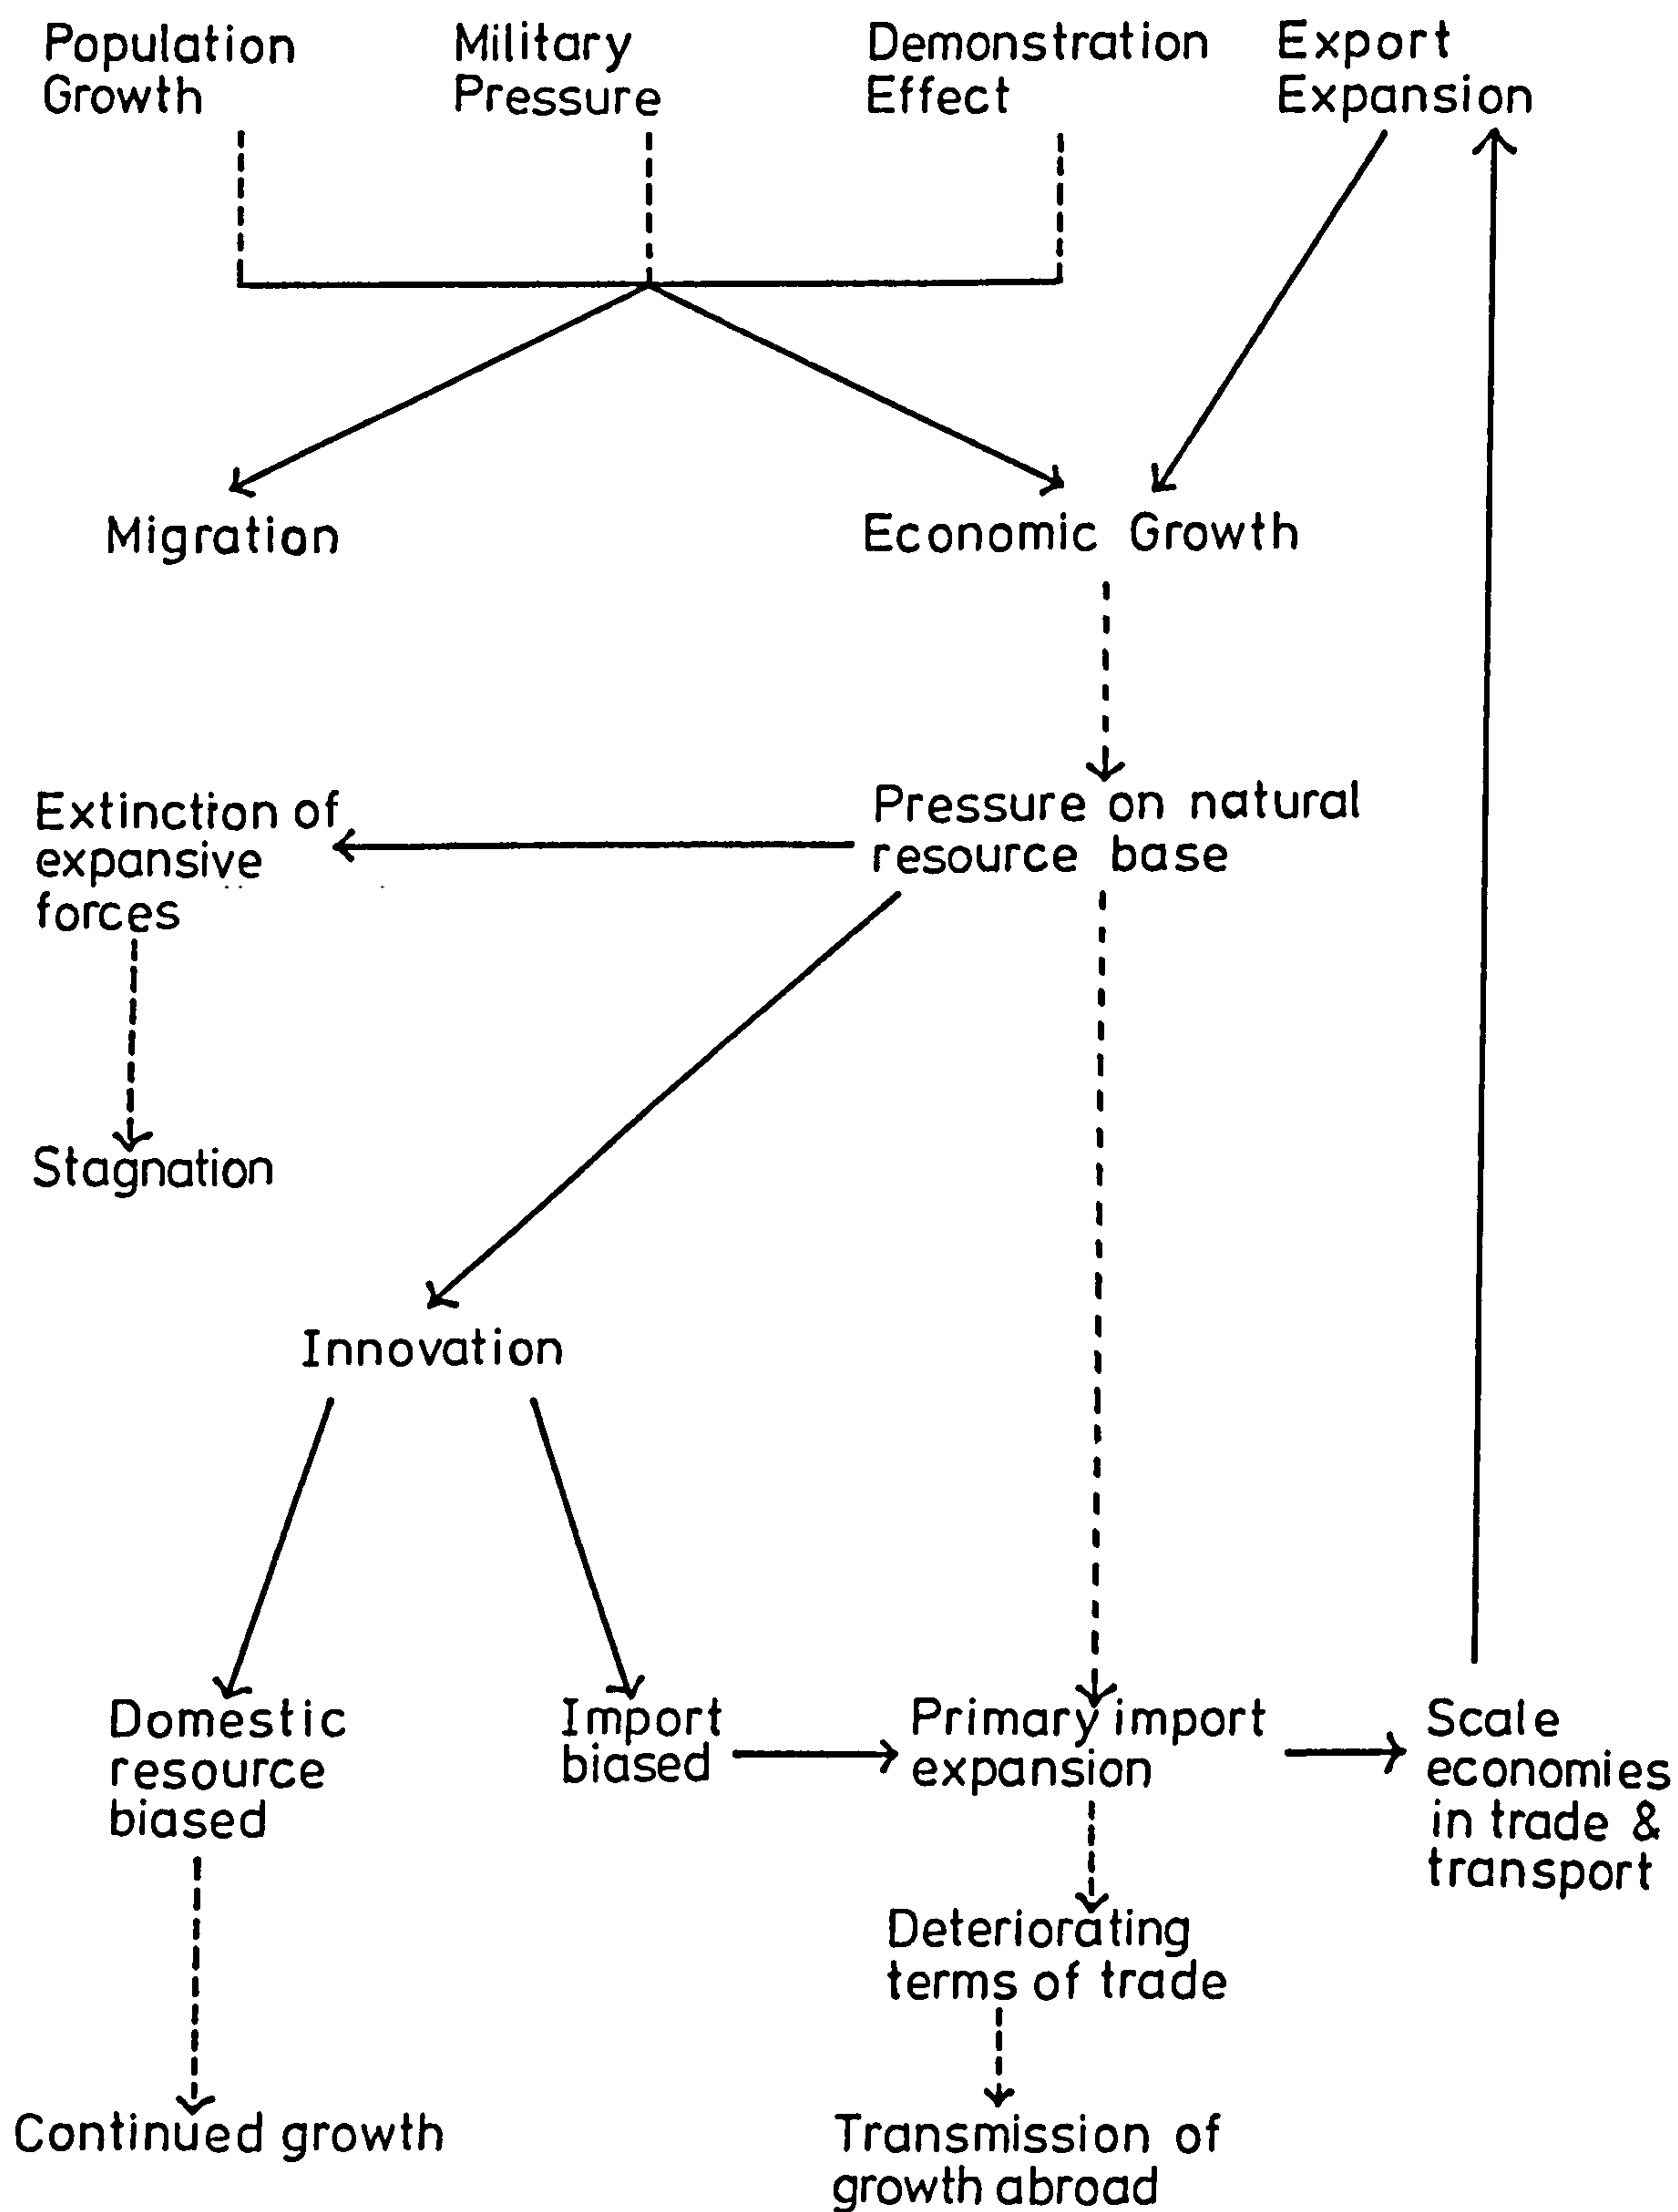 Population
Growth
Military
Pressure
Demonstration
Effect
Export
Expansion
Migration
Economic Growth
Extinction of
expansive
forces
Pressure on natural
resource base
Stagnation
Innovation
Domestic
resource
biased
Import
biased
Primary import
expansion
Scale
economies
in trade &
transport
Deteriorating
terms of trade
Continued growth
Transmission of
growth abroad